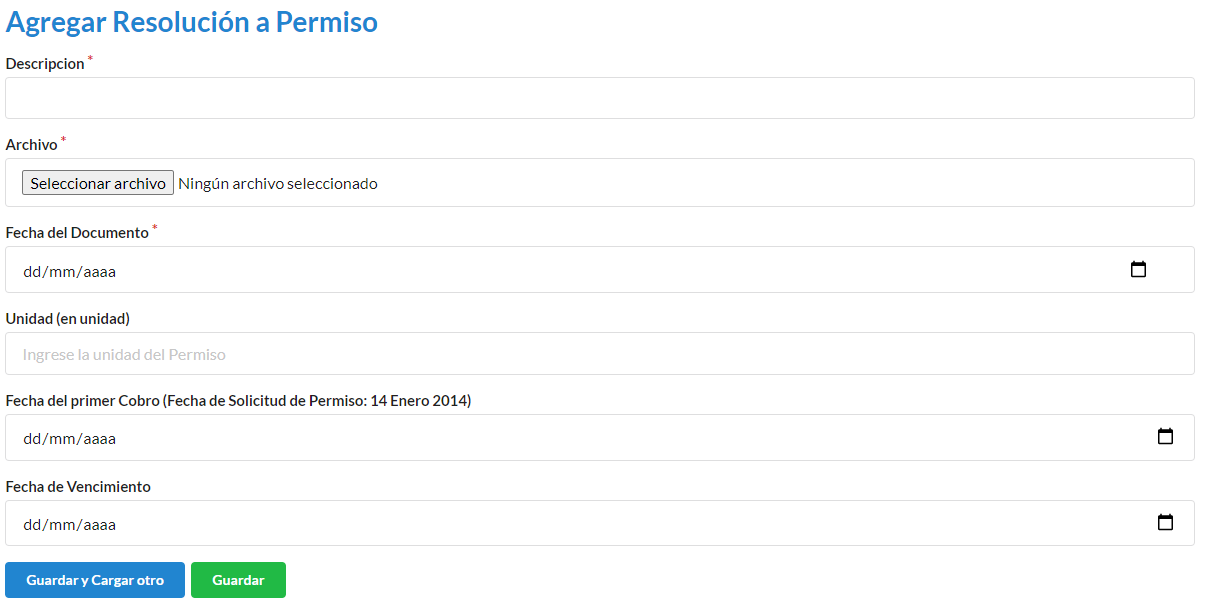 Agregar Resolución a Permiso
Descripcion *
Archivo *
Seleccionar archivo Ningún archivo seleccionado
Fecha del Documento *
dd/mm/aaaa
Unidad (en unidad)
Ingrese la unidad del Permiso
Fecha del primer Cobro (Fecha de Solicitud de Permiso: 14 Enero 2014)
dd/mm/aaaa
Fecha de Vencimiento
dd/mm/aaaa
Guardar y Cargar otro Guardar